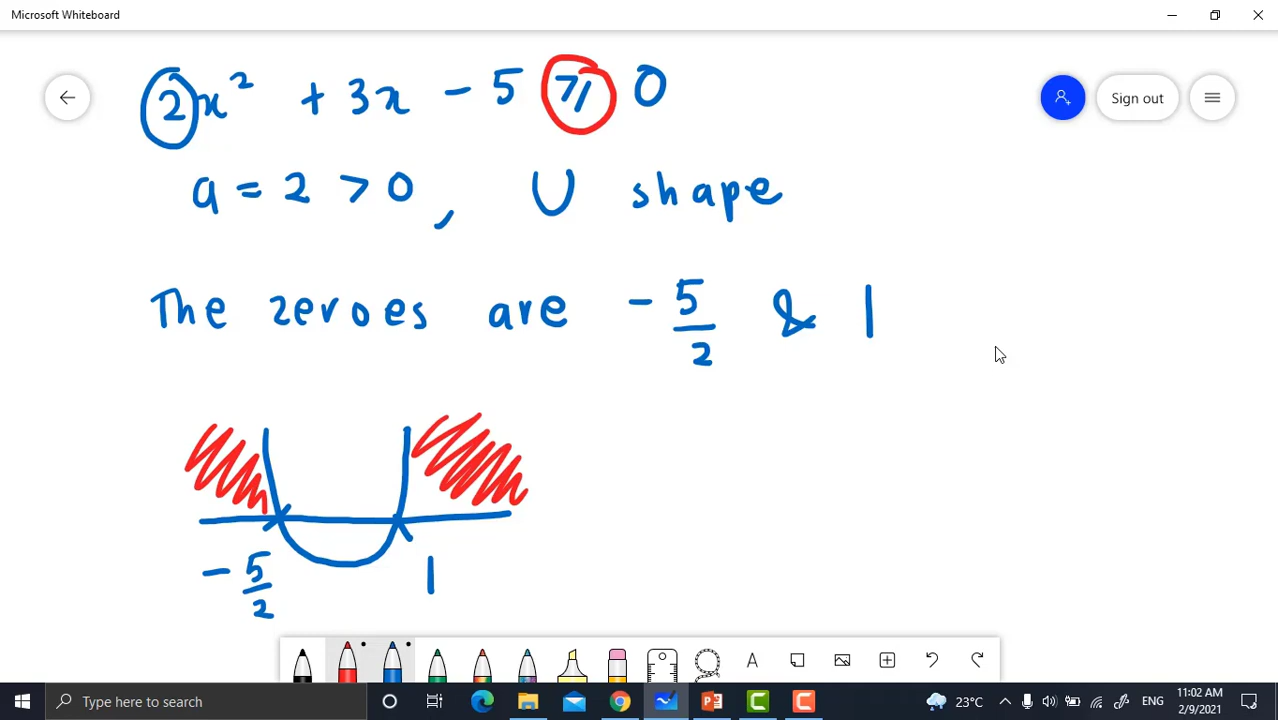 Microsoft Whiteboard
2x² + 3x - 5 ⩾ 0
Sign out
a = 2 > 0, U shape
The zeroes are - 5/2 & 1
- 5/2 1
A
Type here to search
23°C
ENG
11:02 AM
2/9/2021